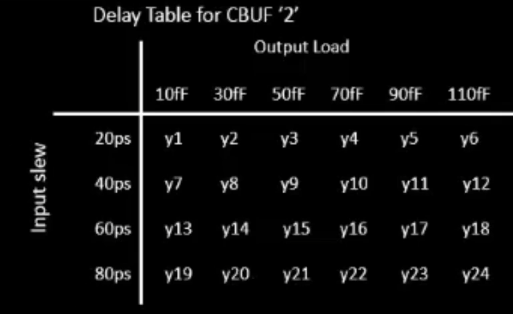 Delay Table for CBUF '2'
Output Load
10fF 30fF 50fF 70fF 90fF 110fF
Input slew
20ps y1 y2 y3 y4 y5 y6
40ps y7 y8 y9 y10 y11 y12
60ps y13 y14 y15 y16 y17 y18
80ps y19 y20 y21 y22 y23 y24